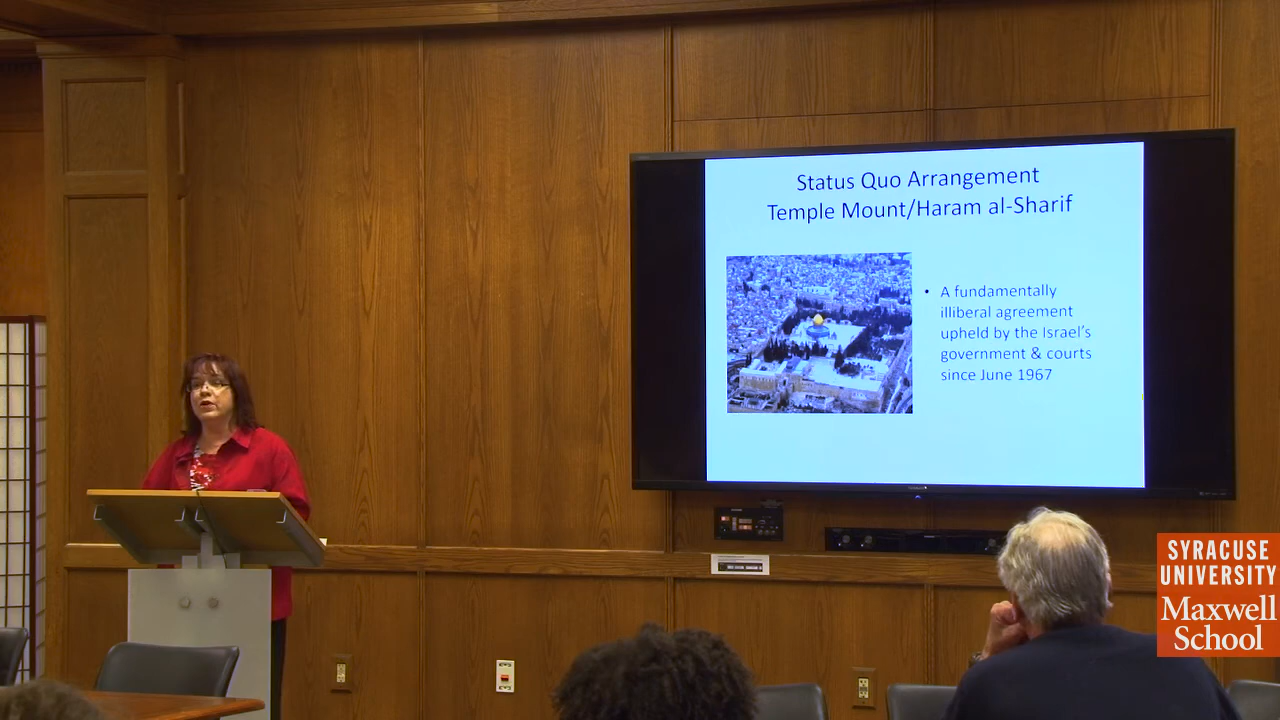 Status Quo Arrangement
Temple Mount/Haram al-Sharif
• A fundamentally
illiberal agreement
upheld by the Israel's
government & courts
since June 1967
SYRACUSE
UNIVERSITY
Maxwell
School